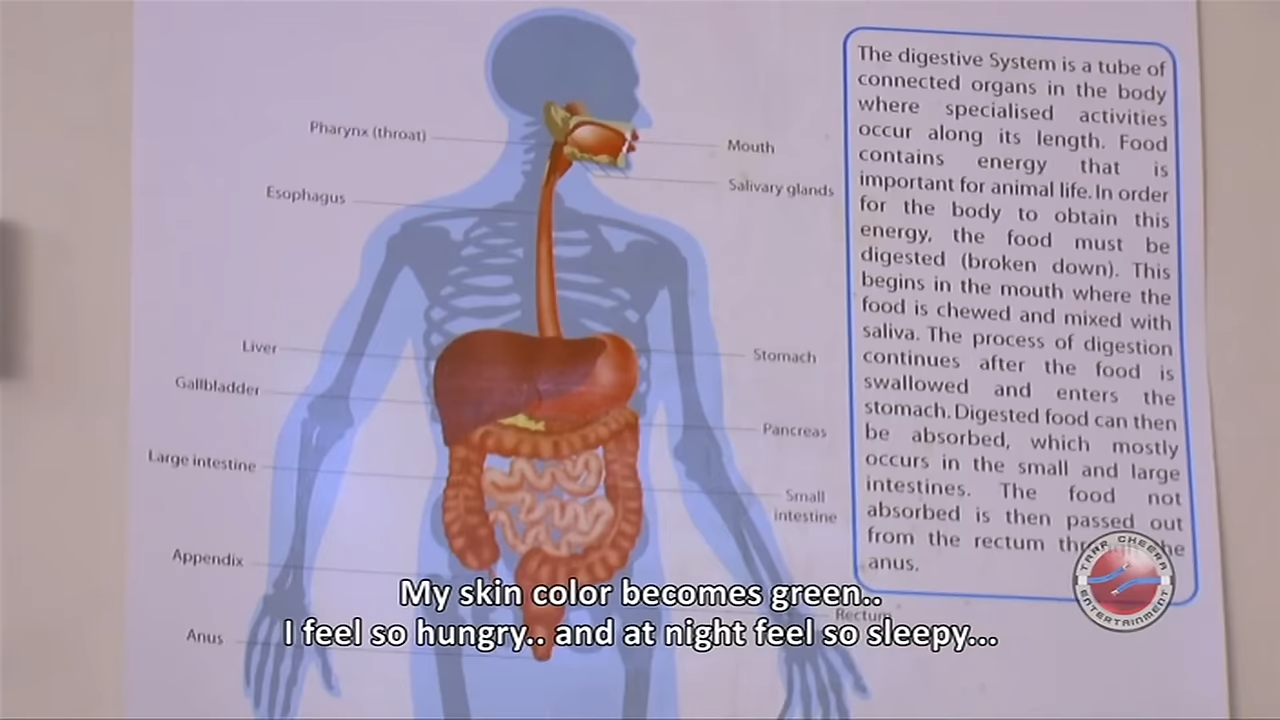 Pharynx (throat)
Esophagus
Liver
Gallbladder
Large intestine
Appendix
Anus
Mouth
Salivary glands
Stomach
Pancreas
Small
intestine
Rectum
The digestive System is a tube of
connected organs in the body
where specialised activities
occur along its length. Food
contains energy that is
important for animal life. In order
for the body to obtain this
energy, the food must be
digested (broken down). This
begins in the mouth where the
food is chewed and mixed with
saliva. The process of digestion
continues after the food is
swallowed and enters the
stomach. Digested food can then
be absorbed, which mostly
occurs in the small and large
intestines. The food not
absorbed is then passed out
from the rectum through the
anus.
TARR CHEER
ENTERTAINMENT
My skin color becomes green..
I feel so hungry.. and at night feel so sleepy...